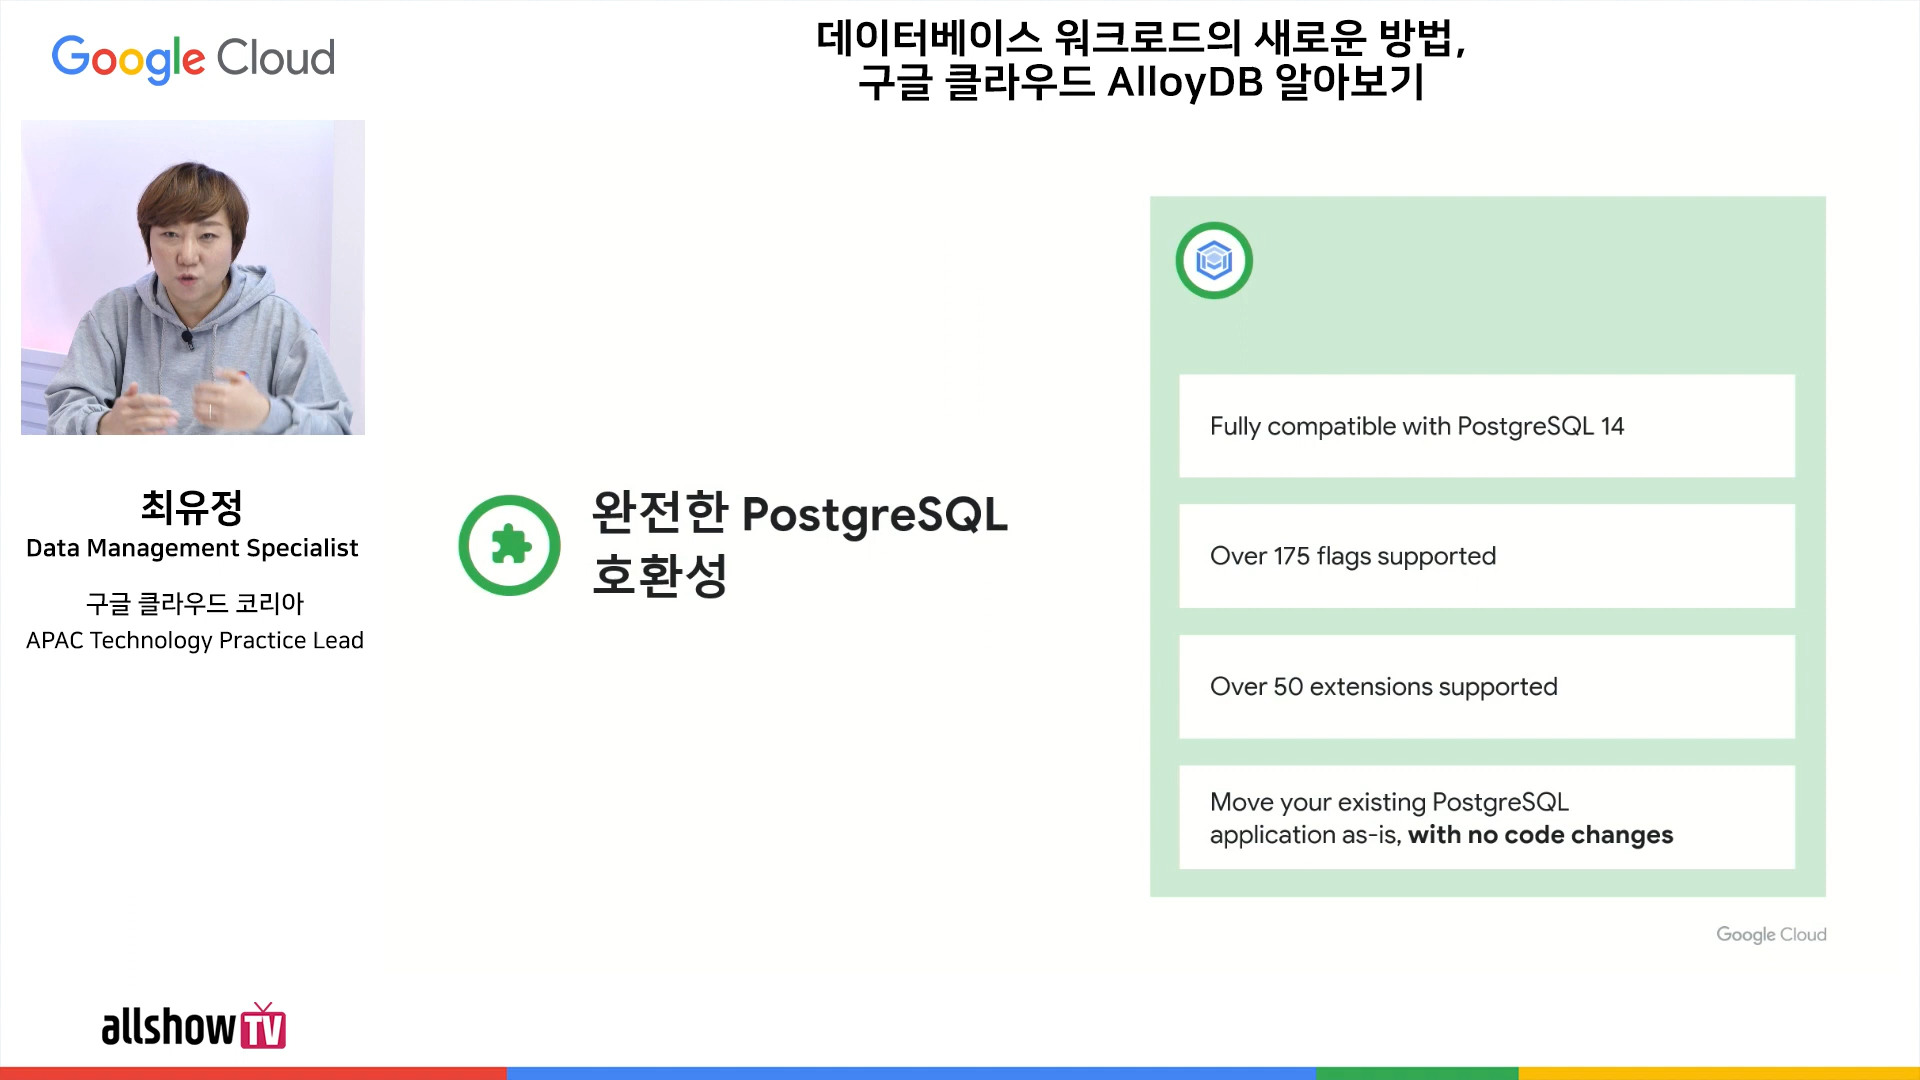 Google Cloud
데이터베이스 워크로드의 새로운 방법,
구글 클라우드 AlloyDB 알아보기
최유정
Data Management Specialist
구글 클라우드 코리아
APAC Technology Practice Lead
완전한 PostgreSQL
호환성
Fully compatible with PostgreSQL 14
Over 175 flags supported
Over 50 extensions supported
Move your existing PostgreSQL
application as-is, with no code changes
Google Cloud
allshowTV